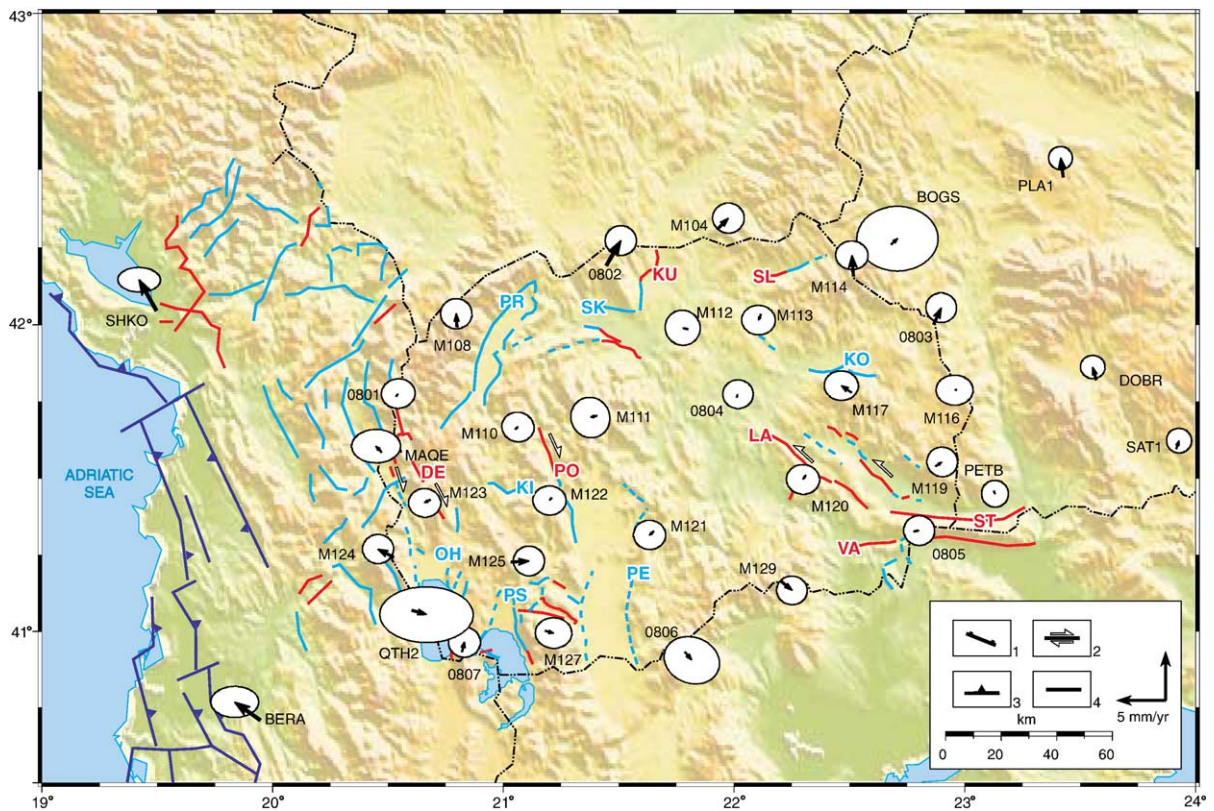 43°
PLA1
BOGS
M104
0802
KU
SL
M114
SHKO
PR
SK
42°
M108
M112
M113
0803
KO
DOBR
0801
M111
0804
M117
M116
M110
SAT1
MAQE
LA
DE
PO
PETB
ADRIATIC
SEA
M123
KI
M122
M119
M120
ST
M121
M124
OH
VA
0805
M125
PS
PE
M129
41°
0806
QTH2
M127
0807
BERA
1
2
3
4
km
5 mm/yr
0 20 40 60
19° 20° 21° 22° 23° 24°